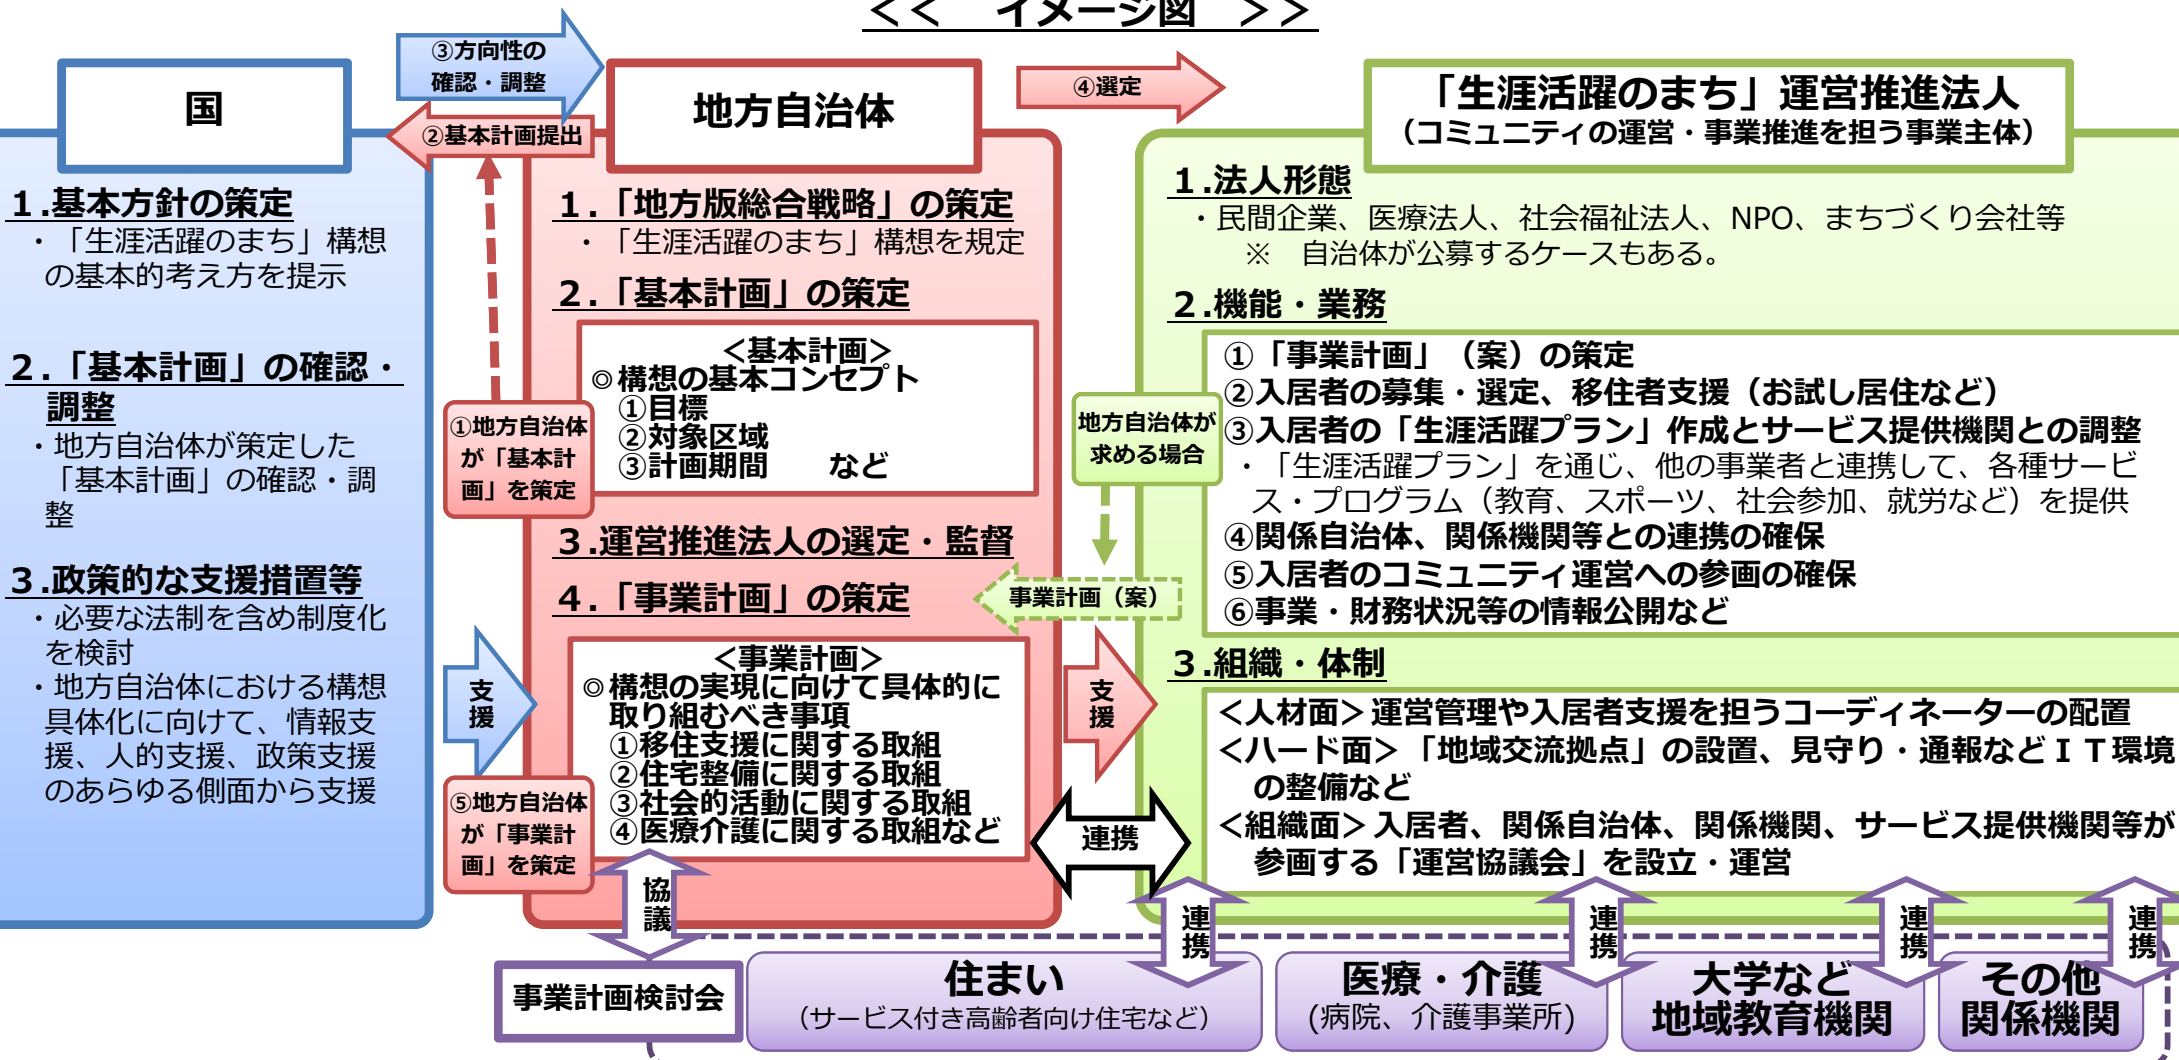 ＜＜　イメージ図　＞＞
国
③方向性の
確認・調整
②基本計画提出
地方自治体
④選定
「生涯活躍のまち」運営推進法人
（コミュニティの運営・事業推進を担う事業主体）
１.基本方針の策定
・「生涯活躍のまち」構想
の基本的考え方を提示
２.「基本計画」の確認・
調整
・地方自治体が策定した
「基本計画」の確認・調
整
３.政策的な支援措置等
・必要な法制を含め制度化
を検討
・地方自治体における構想
具体化に向けて、情報支
援、人的支援、政策支援
のあらゆる側面から支援
①地方自治体
が「基本計
画」を策定
支
援
⑤地方自治体
が「事業計
画」を策定
１.「地方版総合戦略」の策定
・「生涯活躍のまち」構想を規定
２.「基本計画」の策定
＜基本計画＞
◎構想の基本コンセプト
①目標
②対象区域
③計画期間　　など
３.運営推進法人の選定・監督
４.「事業計画」の策定
＜事業計画＞
◎構想の実現に向けて具体的に
取り組むべき事項
①移住支援に関する取組
②住宅整備に関する取組
③社会的活動に関する取組
④医療介護に関する取組など
地方自治体が
求める場合
事業計画（案）
支
援
連携
１.法人形態
・民間企業、医療法人、社会福祉法人、NPO、まちづくり会社等
※　自治体が公募するケースもある。
２.機能・業務
①「事業計画」（案）の策定
②入居者の募集・選定、移住者支援（お試し居住など）
③入居者の「生涯活躍プラン」作成とサービス提供機関との調整
・「生涯活躍プラン」を通じ、他の事業者と連携して、各種サービ
ス・プログラム（教育、スポーツ、社会参加、就労など）を提供
④関係自治体、関係機関等との連携の確保
⑤入居者のコミュニティ運営への参画の確保
⑥事業・財務状況等の情報公開など
３.組織・体制
＜人材面＞運営管理や入居者支援を担うコーディネーターの配置
＜ハード面＞「地域交流拠点」の設置、見守り・通報などＩＴ環境
の整備など
＜組織面＞入居者、関係自治体、関係機関、サービス提供機関等が
参画する「運営協議会」を設立・運営
協
議
連
携
連
携
連
携
連
携
事業計画検討会
住まい
（サービス付き高齢者向け住宅など）
医療・介護
(病院、介護事業所)
大学など
地域教育機関
その他
関係機関